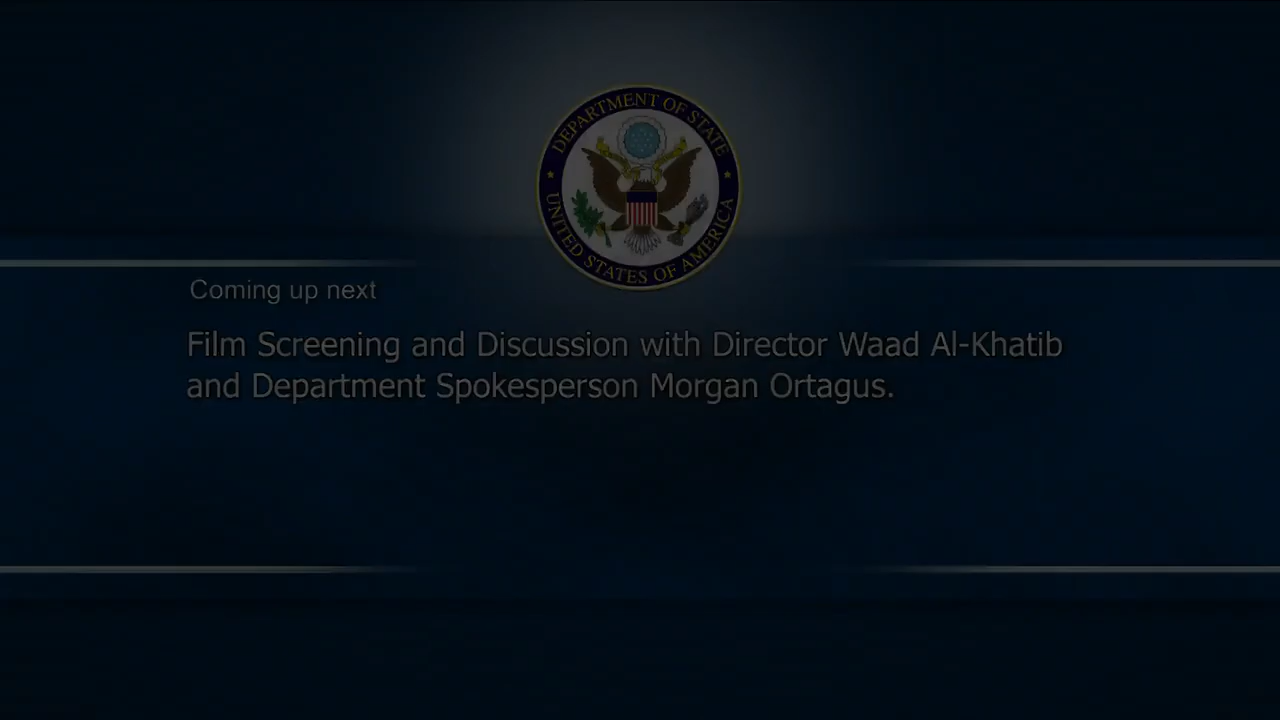 DEPARTMENT OF STATE
UNITED STATES OF AMERICA
Coming up next
Film Screening and Discussion with Director Waad Al-Khatib
and Department Spokesperson Morgan Ortagus.